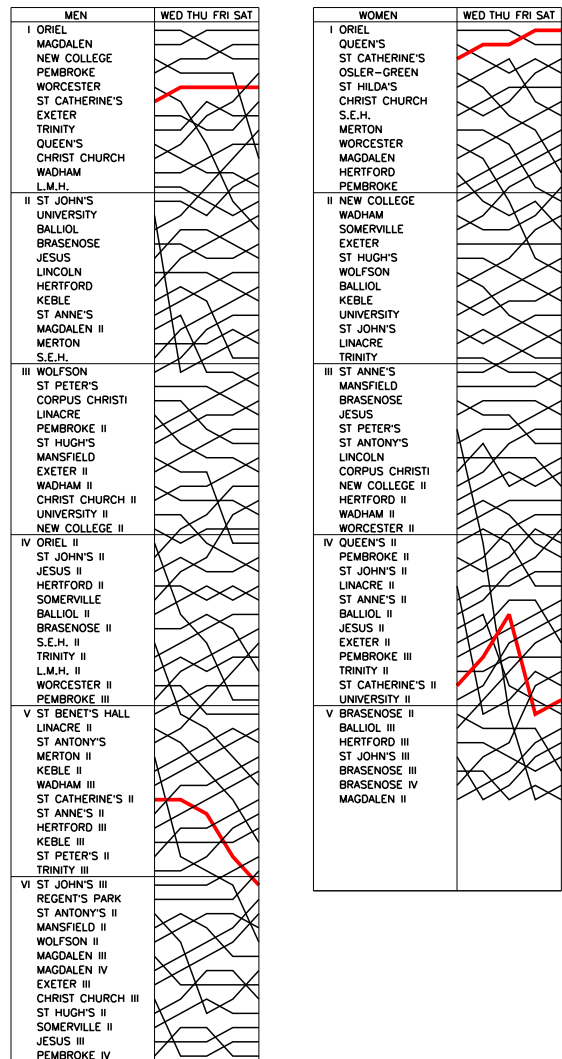 MEN WED THU FRI SAT
I ORIEL
MAGDALEN
NEW COLLEGE
PEMBROKE
WORCESTER
ST CATHERINE'S
EXETER
TRINITY
QUEEN'S
CHRIST CHURCH
WADHAM
L.M.H.
II ST JOHN'S
UNIVERSITY
BALLIOL
BRASENOSE
JESUS
LINCOLN
HERTFORD
KEBLE
ST ANNE'S
MAGDALEN II
MERTON
S.E.H.
III WOLFSON
ST PETER'S
CORPUS CHRISTI
LINACRE
PEMBROKE II
ST HUGH'S
MANSFIELD
EXETER II
WADHAM II
CHRIST CHURCH II
UNIVERSITY II
NEW COLLEGE II
IV ORIEL II
ST JOHN'S II
JESUS II
HERTFORD II
SOMERVILLE
BALLIOL II
BRASENOSE II
S.E.H. II
TRINITY II
L.M.H. II
WORCESTER II
PEMBROKE III
V ST BENET'S HALL
LINACRE II
ST ANTONY'S
MERTON II
KEBLE II
WADHAM III
ST CATHERINE'S II
ST ANNE'S II
HERTFORD III
KEBLE III
ST PETER'S II
TRINITY III
VI ST JOHN'S III
REGENT'S PARK
ST ANTONY'S II
MANSFIELD II
WOLFSON II
MAGDALEN III
MAGDALEN IV
EXETER III
CHRIST CHURCH III
ST HUGH'S II
SOMERVILLE II
JESUS III
PEMBROKE IV
WOMEN WED THU FRI SAT
I ORIEL
QUEEN'S
ST CATHERINE'S
OSLER-GREEN
ST HILDA'S
CHRIST CHURCH
S.E.H.
MERTON
WORCESTER
MAGDALEN
HERTFORD
PEMBROKE
II NEW COLLEGE
WADHAM
SOMERVILLE
EXETER
ST HUGH'S
WOLFSON
BALLIOL
KEBLE
UNIVERSITY
ST JOHN'S
LINACRE
TRINITY
III ST ANNE'S
MANSFIELD
BRASENOSE
JESUS
ST PETER'S
ST ANTONY'S
LINCOLN
CORPUS CHRISTI
NEW COLLEGE II
HERTFORD II
WADHAM II
WORCESTER II
IV QUEEN'S II
PEMBROKE II
ST JOHN'S II
LINACRE II
ST ANNE'S II
BALLIOL II
JESUS II
EXETER II
PEMBROKE III
TRINITY II
ST CATHERINE'S II
UNIVERSITY II
V BRASENOSE II
BALLIOL III
HERTFORD III
ST JOHN'S III
BRASENOSE III
BRASENOSE IV
MAGDALEN II